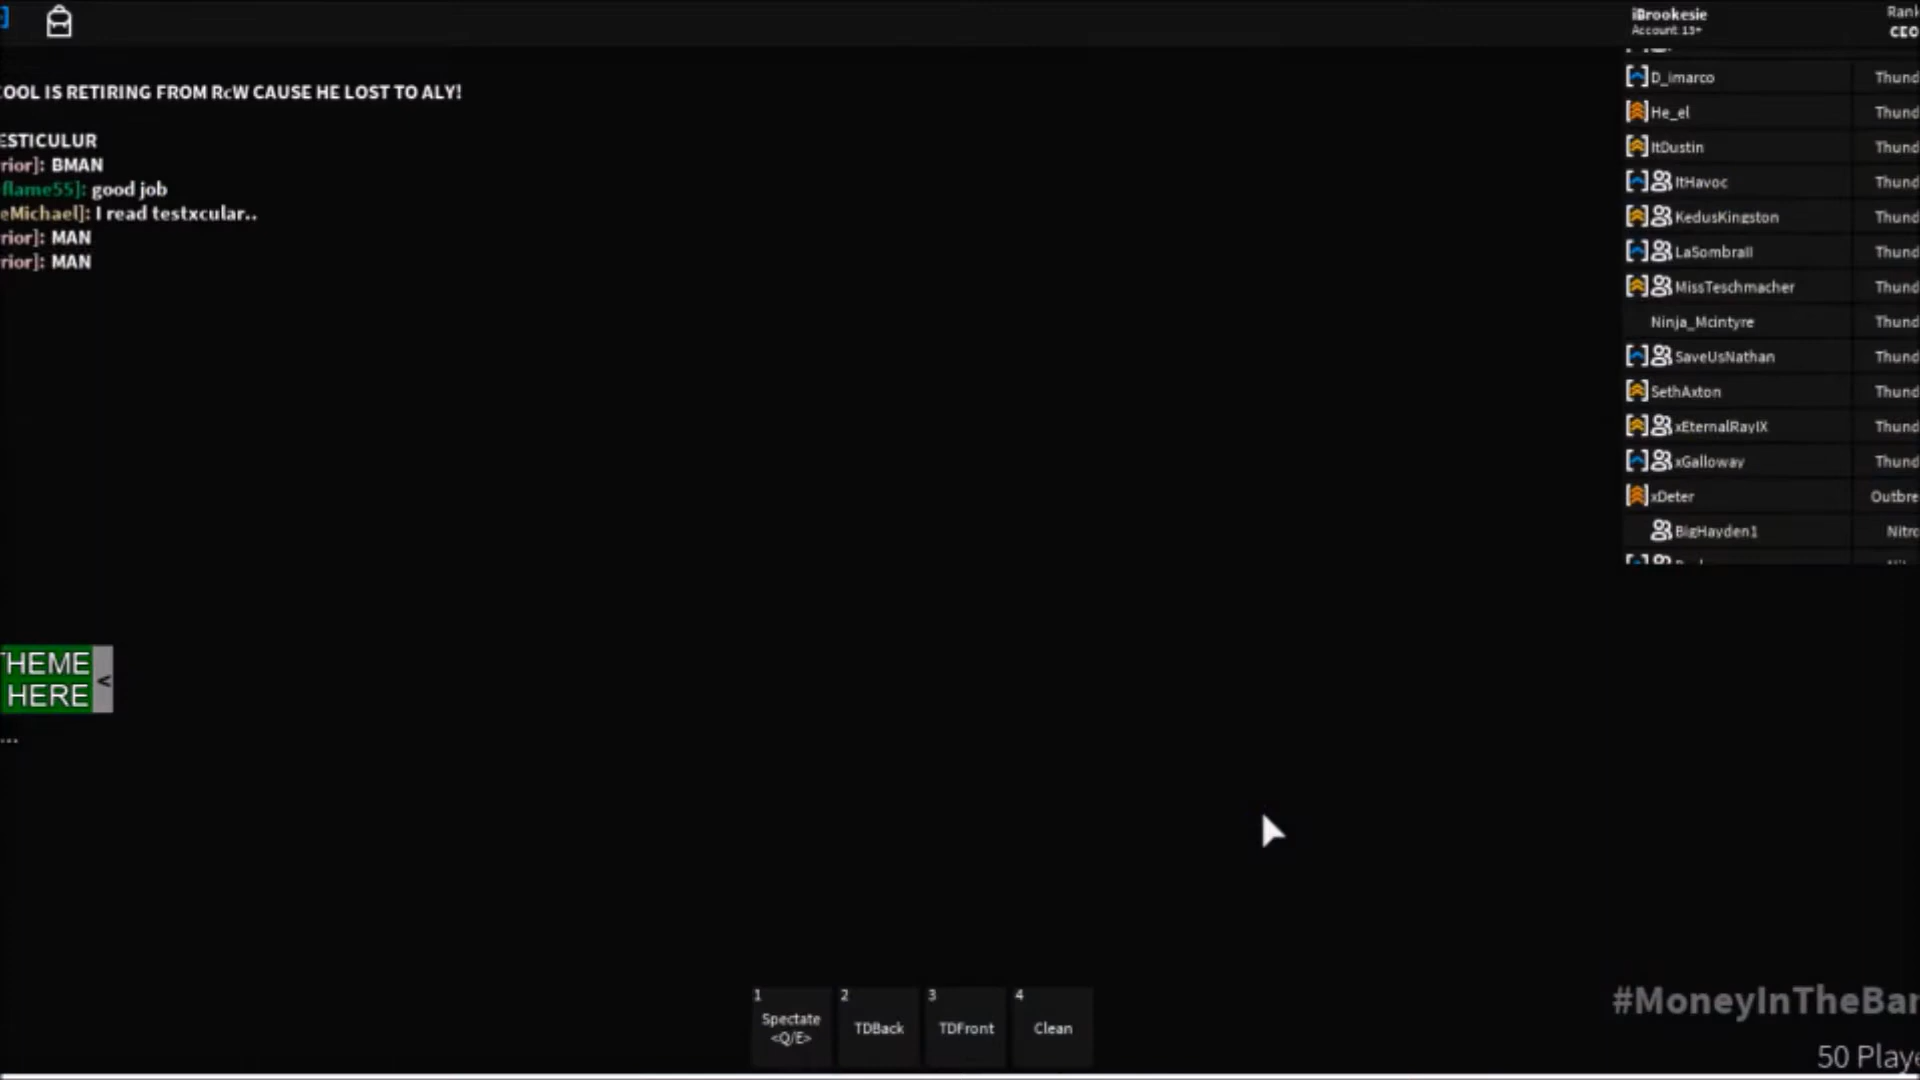 iBrookesie
Account: 13+
Rank
CEO
OOL IS RETIRING FROM RcW CAUSE HE LOST TO ALY!
ESTICULUR
rior]: BMAN
flame55]: good job
eMichael]: I read testxcular..
rior]: MAN
rior]: MAN
D_imarco Thund
He_el Thund
ItDustin Thund
ItHavoc Thund
KedusKingston Thund
LaSombraII Thund
MissTeschmacher Thund
Ninja_Mcintyre Thund
SaveUsNathan Thund
SethAxton Thund
xEternalRayIX Thund
xGalloway Thund
xDeter Outbre
BigHayden1 Nitro
THEME
HERE
<
...
1
Spectate
<Q/E>
2
TDBack
3
TDFront
4
Clean
#MoneyInTheBan
50 Playe